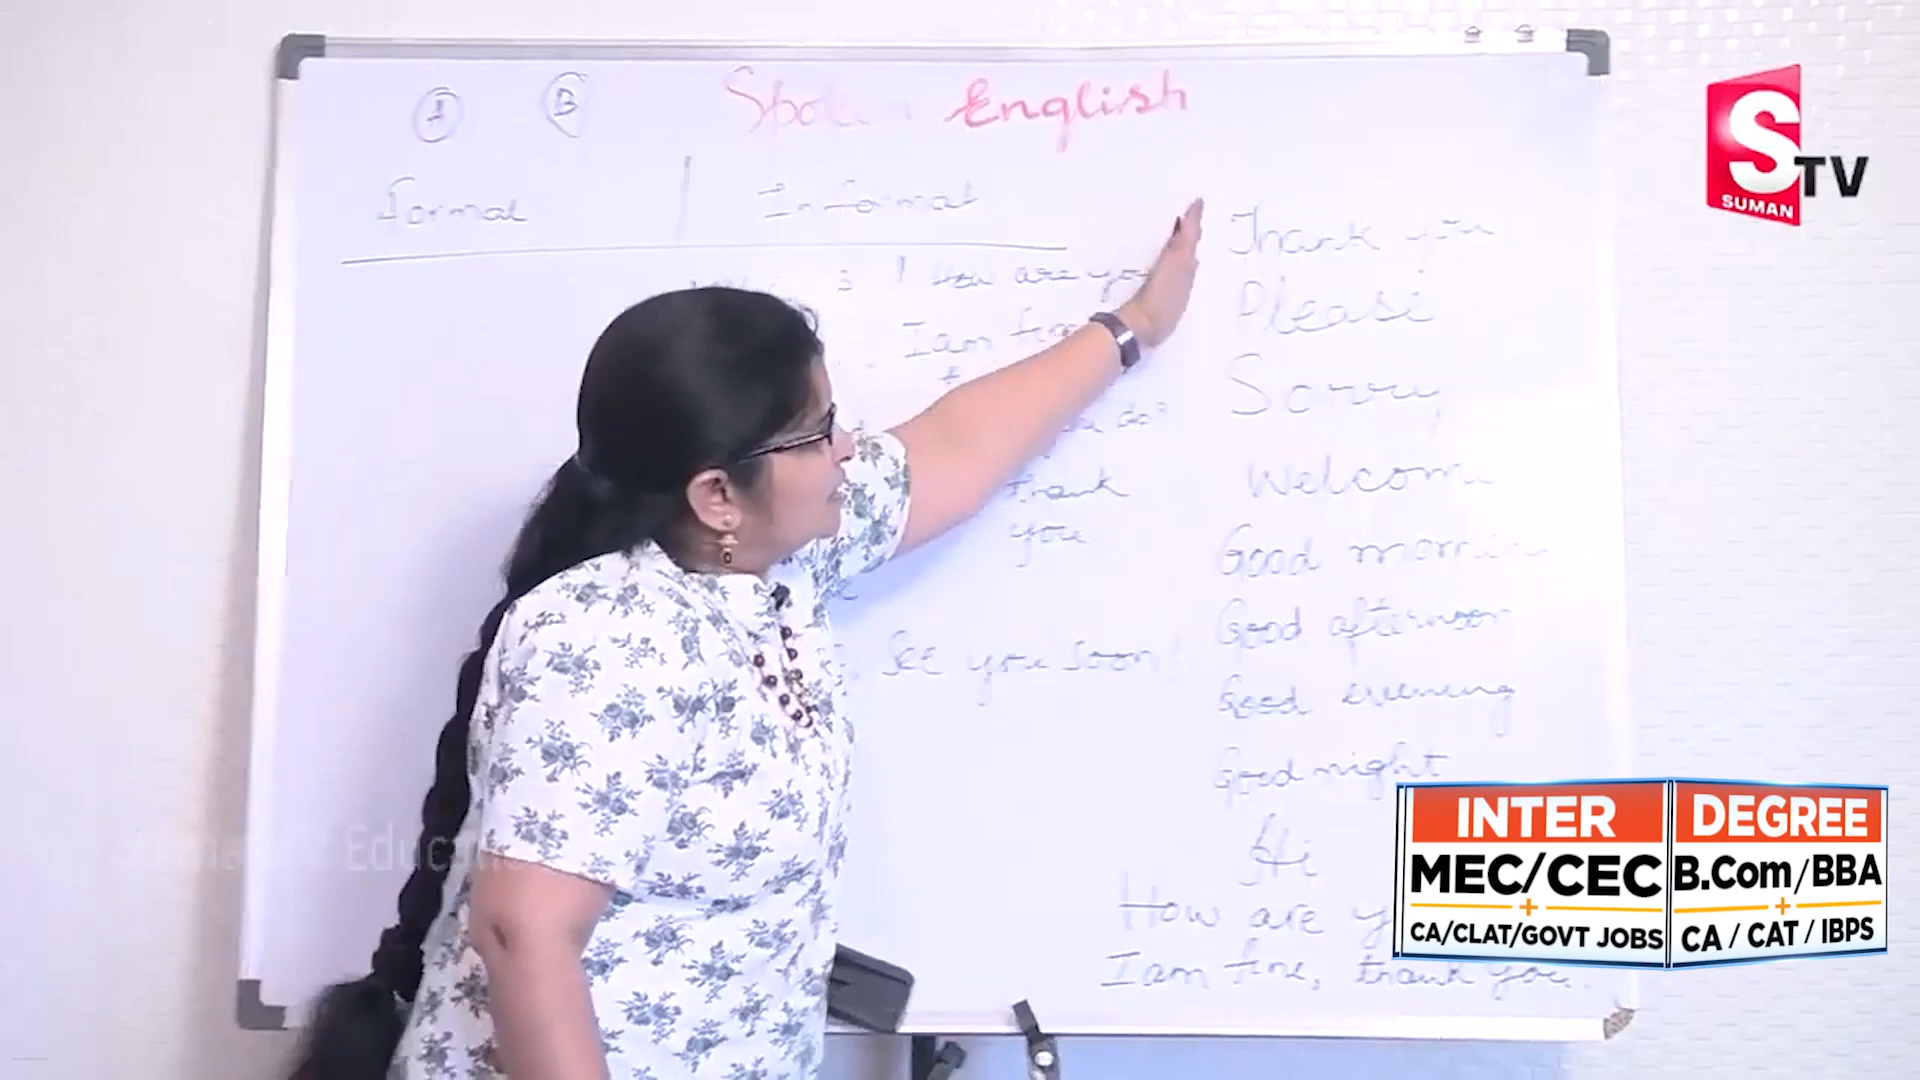 A B Spoken English
Formal | Informal
How are you
I am fine
do?
thank
you
See you soon!
Thank you
Please
Sorry
Welcome
Good morning
Good afternoon
Good evening
Good night
Hi
How are y
I am fine, thank you.
S TV
SUMAN
INTER
MEC/CEC
+
CA/CLAT/GOVT JOBS
DEGREE
B.Com/BBA
+
CA / CAT / IBPS